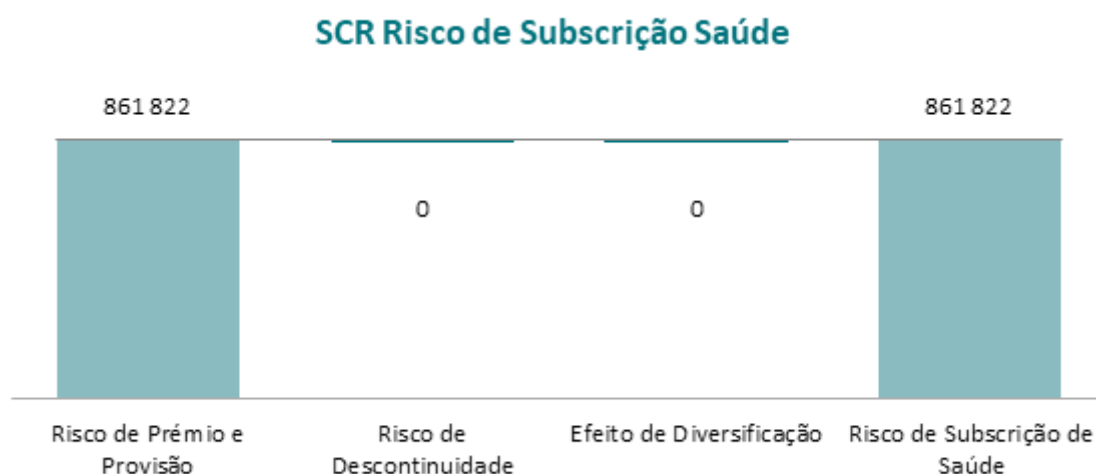 SCR Risco de Subscrição Saúde
861 822
861 822
0
0
Risco de Prémio e
Provisão
Risco de
Descontinuidade
Efeito de Diversificação
Risco de Subscrição de
Saúde